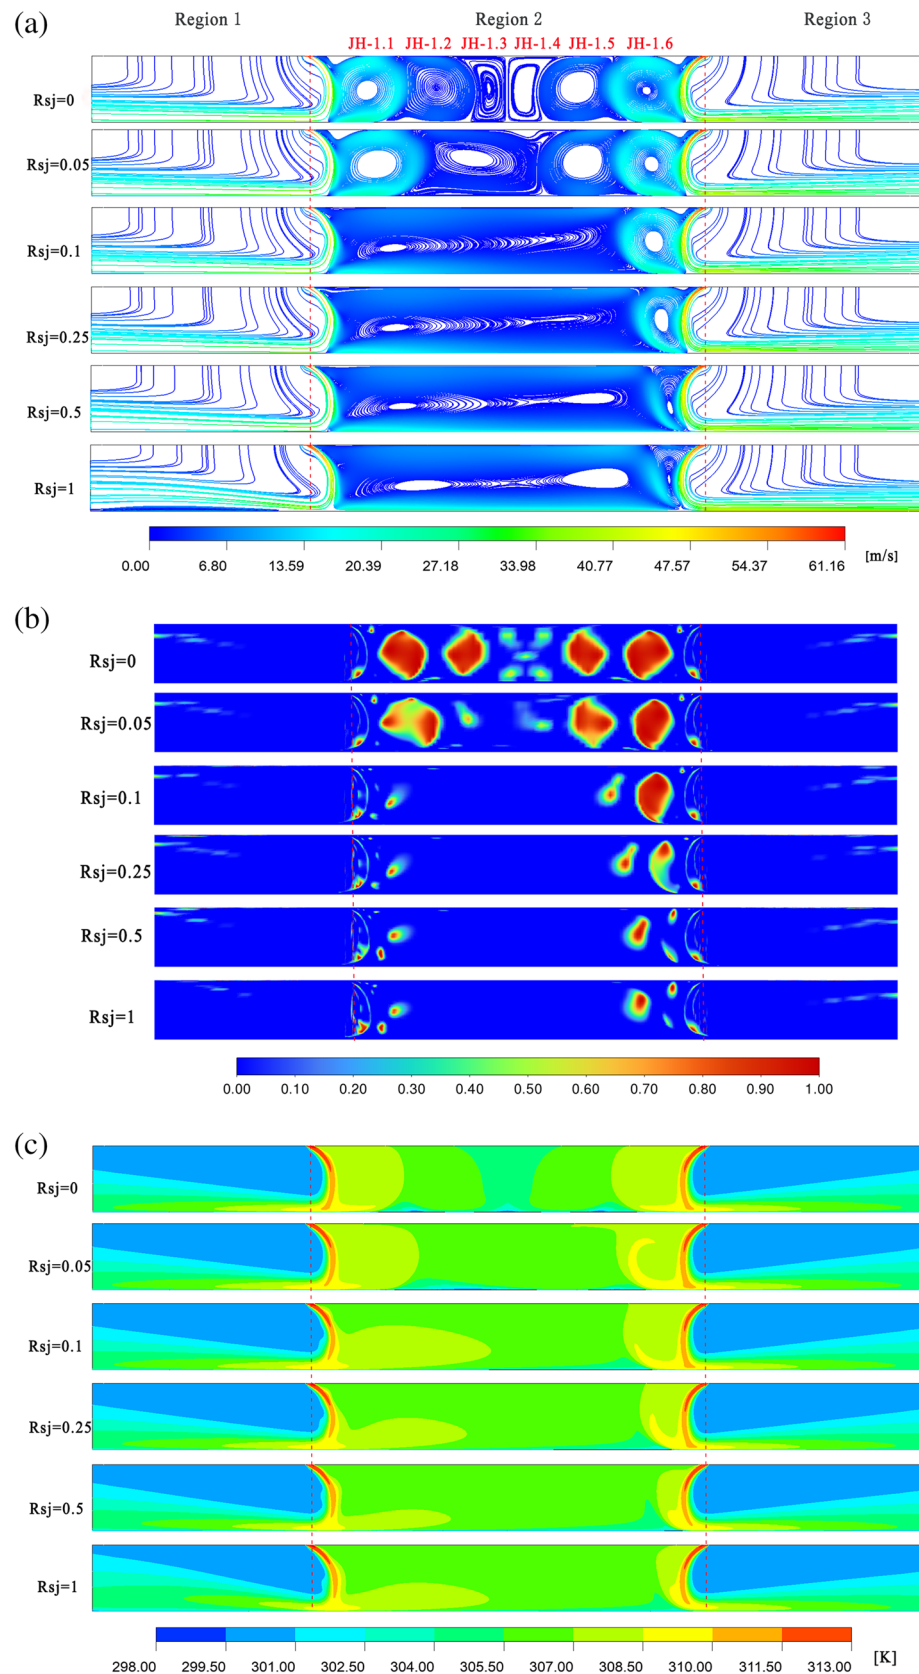 (a)
Region 1 Region 2 Region 3
JH-1.1 JH-1.2 JH-1.3 JH-1.4 JH-1.5 JH-1.6
Rsj=0
Rsj=0.05
Rsj=0.1
Rsj=0.25
Rsj=0.5
Rsj=1
0.00 6.80 13.59 20.39 27.18 33.98 40.77 47.57 54.37 61.16 [m/s]
(b)
Rsj=0
Rsj=0.05
Rsj=0.1
Rsj=0.25
Rsj=0.5
Rsj=1
0.00 0.10 0.20 0.30 0.40 0.50 0.60 0.70 0.80 0.90 1.00
(c)
Rsj=0
Rsj=0.05
Rsj=0.1
Rsj=0.25
Rsj=0.5
Rsj=1
298.00 299.50 301.00 302.50 304.00 305.50 307.00 308.50 310.00 311.50 313.00 [K]